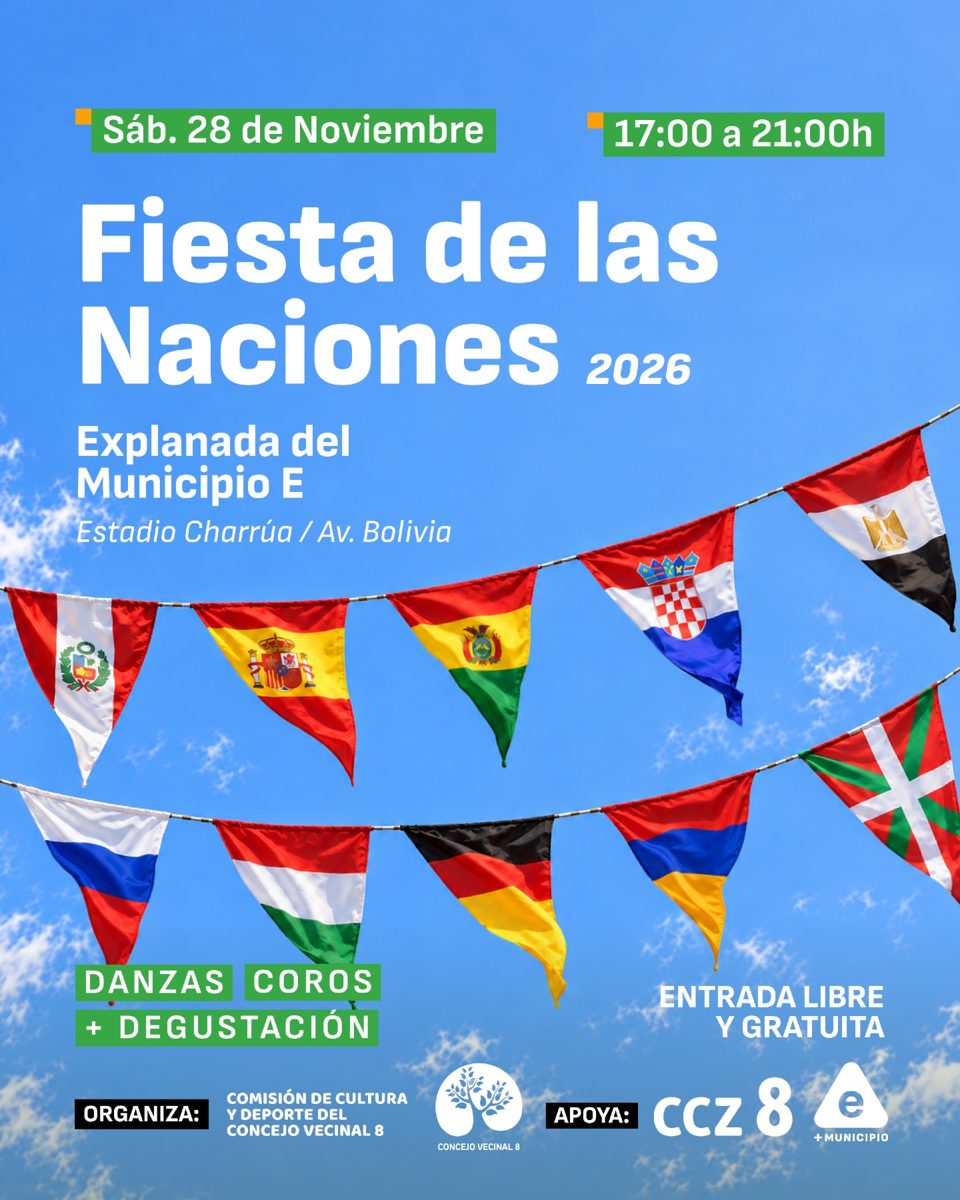 Sáb. 28 de Noviembre
17:00 a 21:00h
Fiesta de las
Naciones 2026
Explanada del
Municipio E
Estadio Charrúa / Av. Bolivia
DANZAS COROS
+ DEGUSTACIÓN
ENTRADA LIBRE
Y GRATUITA
ORGANIZA:
COMISIÓN DE CULTURA
Y DEPORTE DEL
CONCEJO VECINAL 8
CONCEJO VECINAL 8
APOYA:
ccz 8
e
+MUNICIPIO